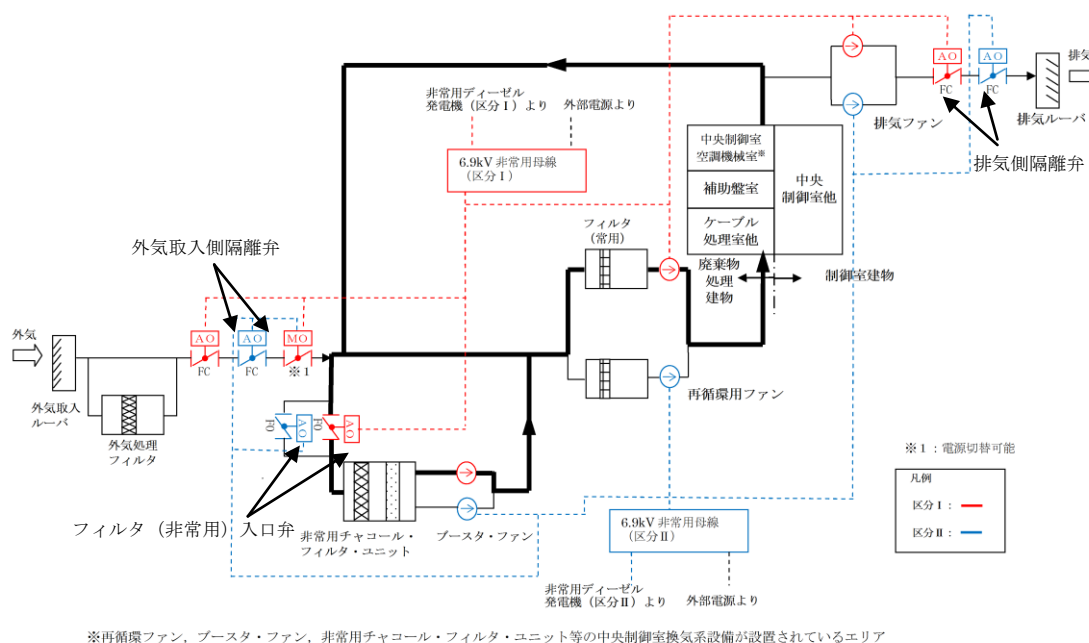 非常用ディーゼル
発電機（区分Ⅰ）より
外部電源より
6.9kV 非常用母線
（区分Ⅰ）
AO
AO
FC
FC
排気
排気ルーバ
排気ファン
排気側隔離弁
中央制御室
空調機械室※
補助盤室
ケーブル
処理室他
中央
制御室他
廃棄物
処理
建物
制御室建物
フィルタ
（常用）
外気取入側隔離弁
外気
AO
AO
MO
FC
FC
※1
外気取入
ルーバ
外気処理
フィルタ
FO
AO
FO
AO
再循環用ファン
フィルタ（非常用）入口弁
非常用チャコール・
フィルタ・ユニット
ブースタ・ファン
6.9kV 非常用母線
（区分Ⅱ）
非常用ディーゼル
発電機（区分Ⅱ）より
外部電源より
※1：電源切替可能
凡例
区分Ⅰ：
区分Ⅱ：
※再循環ファン，ブースタ・ファン，非常用チャコール・フィルタ・ユニット等の中央制御室換気系設備が設置されているエリア